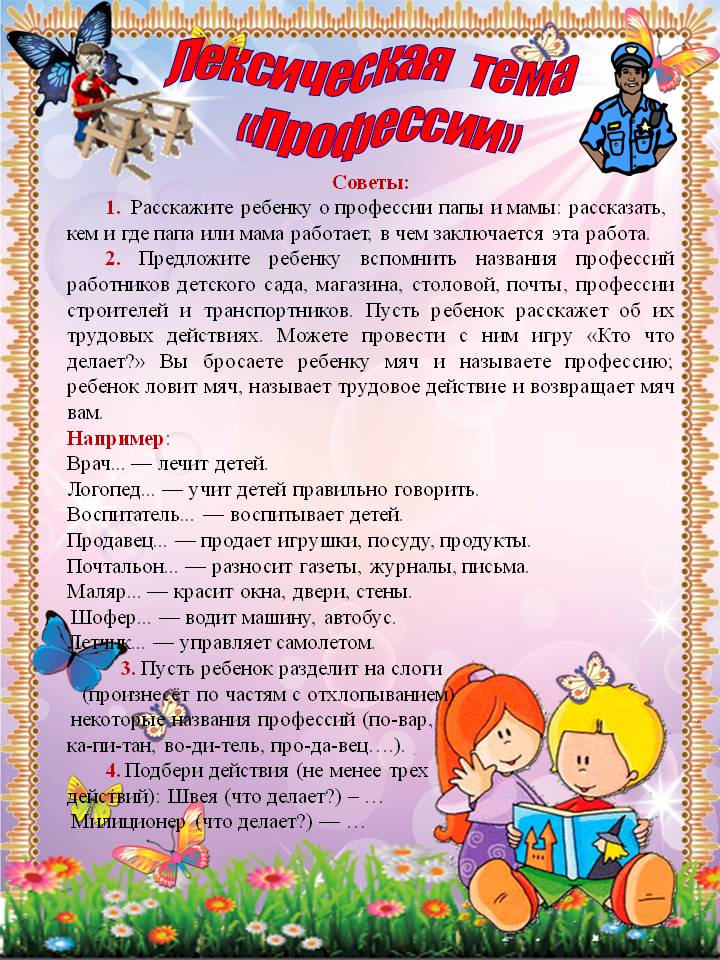 Лексическая тема
«Профессии»
Советы:
1. Расскажите ребенку о профессии папы и мамы: рассказать,
кем и где папа или мама работает, в чем заключается эта работа.
2. Предложите ребенку вспомнить названия профессий
работников детского сада, магазина, столовой, почты, профессии
строителей и транспортников. Пусть ребенок расскажет об их
трудовых действиях. Можете провести с ним игру «Кто что
делает?» Вы бросаете ребенку мяч и называете профессию;
ребенок ловит мяч, называет трудовое действие и возвращает мяч
вам.
Например:
Врач... — лечит детей.
Логопед... — учит детей правильно говорить.
Воспитатель... — воспитывает детей.
Продавец... — продает игрушки, посуду, продукты.
Почтальон... — разносит газеты, журналы, письма.
Маляр... — красит окна, двери, стены.
Шофер... — водит машину, автобус.
Летчик... — управляет самолетом.
3. Пусть ребенок разделит на слоги
(произнесёт по частям с отхлопыванием)
некоторые названия профессий (по-вар,
ка-пи-тан, во-ди-тель, про-да-вец….).
4. Подбери действия (не менее трех
действий): Швея (что делает?) – …
Милиционер (что делает?) — …